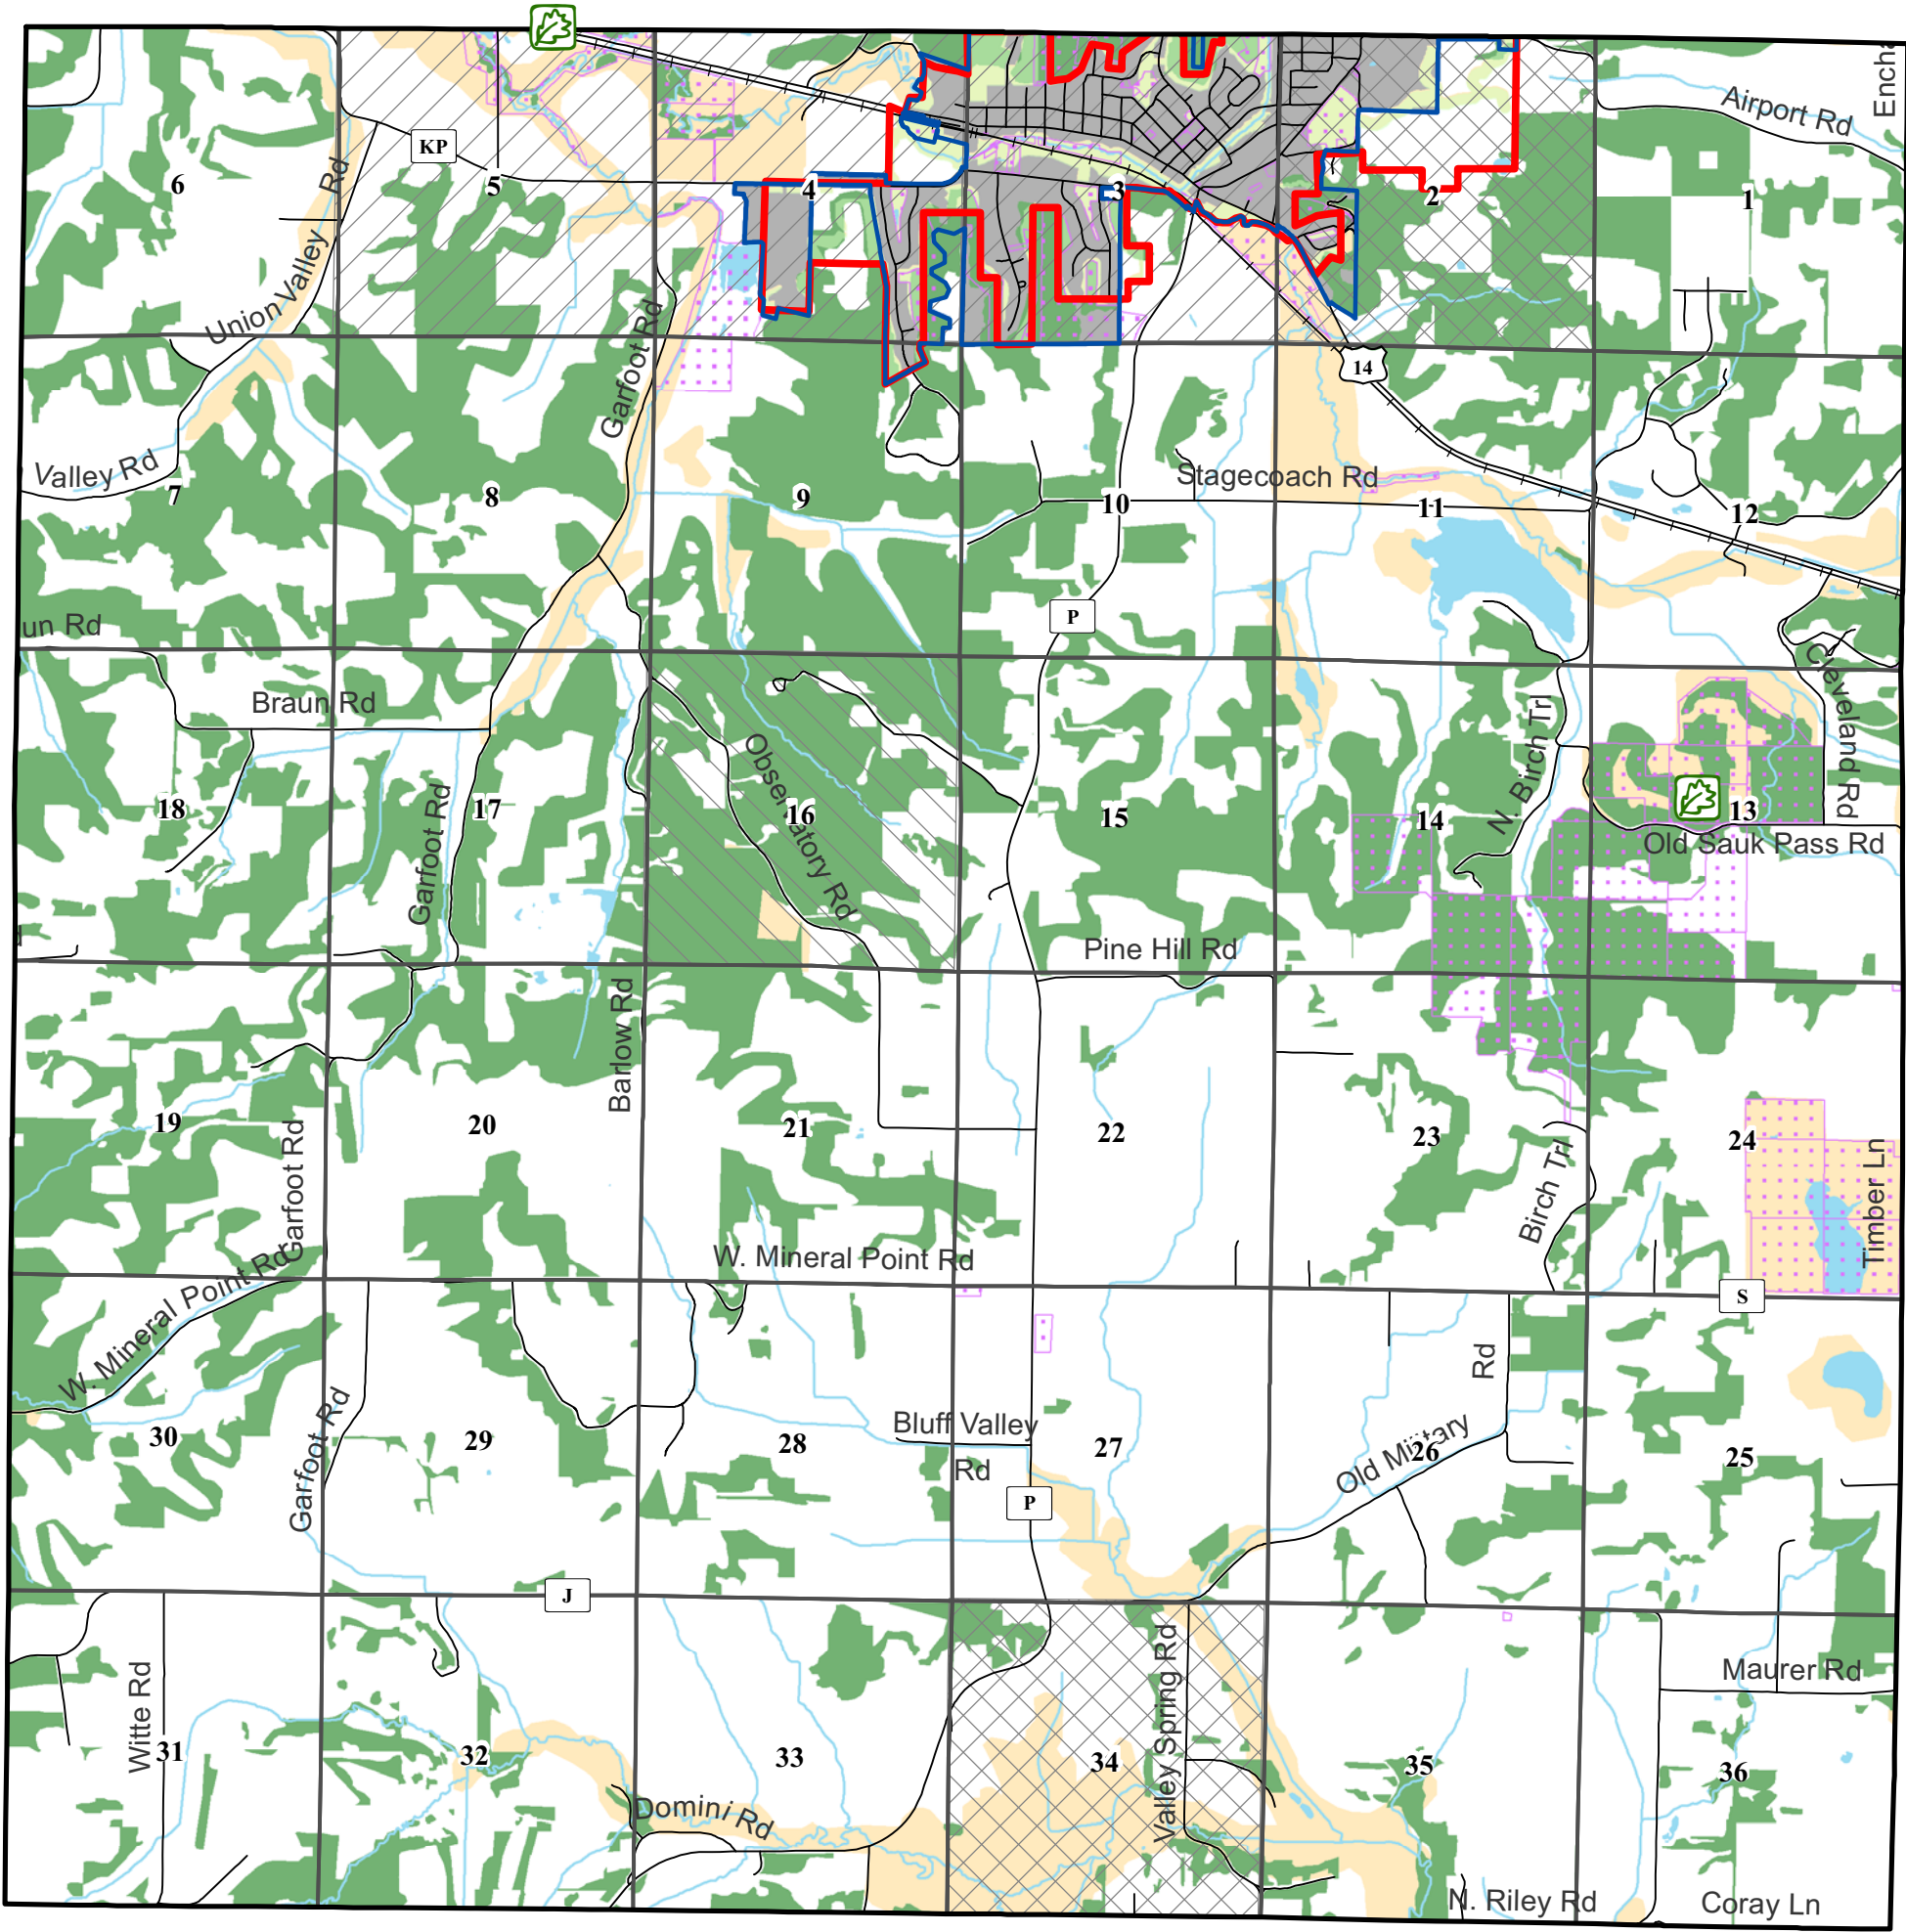 Airport Rd
Encha
KP
6
5
4
3
2
1
Union Valley Rd
Garfoot Rd
14
Valley Rd
7
8
9
10
Stagecoach Rd
11
12
un Rd
P
Braun Rd
Observatory Rd
N. Birch Trl
Cleveland Rd
18
Garfoot Rd
17
16
15
14
13
Old Sauk Pass Rd
Pine Hill Rd
Barlow Rd
19
20
21
22
23
24
Garfoot Rd
Birch Trl
Timber Ln
W. Mineral Point Rd
W. Mineral Point Rd
S
Rd
Garfoot Rd
30
29
28
Bluff Valley
Rd
27
Old Military
26
25
P
J
Witte Rd
Valley Spring Rd
Maurer Rd
31
32
33
34
35
36
Domini Rd
N. Riley Rd
Coray Ln